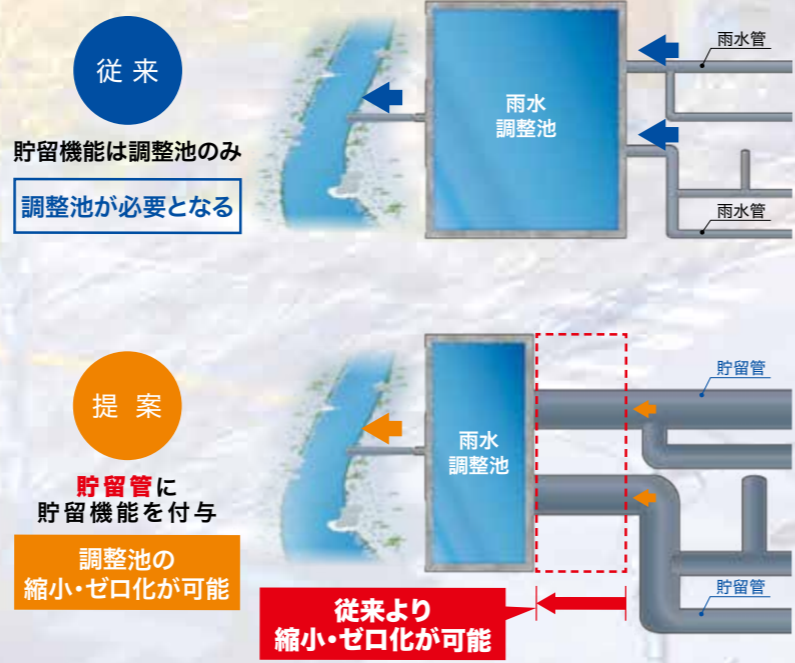 従来
貯留機能は調整池のみ
調整池が必要となる
雨水
調整池
雨水管
雨水管
提案
貯留管に
貯留機能を付与
調整池の
縮小・ゼロ化が可能
雨水
調整池
貯留管
貯留管
従来より
縮小・ゼロ化が可能